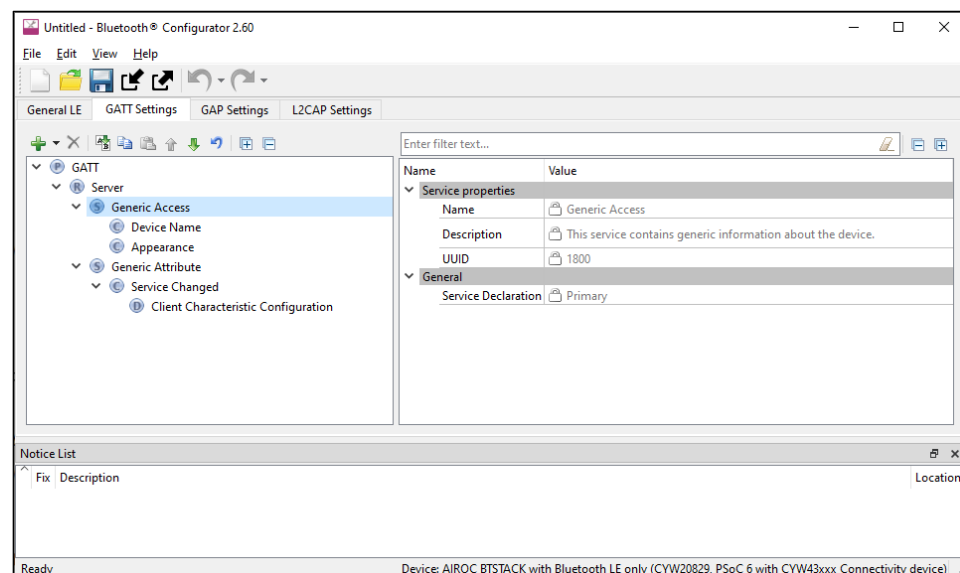 Untitled - Bluetooth® Configurator 2.60
File Edit View Help
General LE GATT Settings GAP Settings L2CAP Settings
Enter filter text...
P GATT
R Server
S Generic Access
C Device Name
C Appearance
S Generic Attribute
C Service Changed
D Client Characteristic Configuration
Name Value
Service properties
Name Generic Access
Description This service contains generic information about the device.
UUID 1800
General
Service Declaration Primary
Notice List
Fix Description Location
Ready Device: AIROC BTSTACK with Bluetooth LE only (CYW20829, PSoC 6 with CYW43xxx Connectivity device)